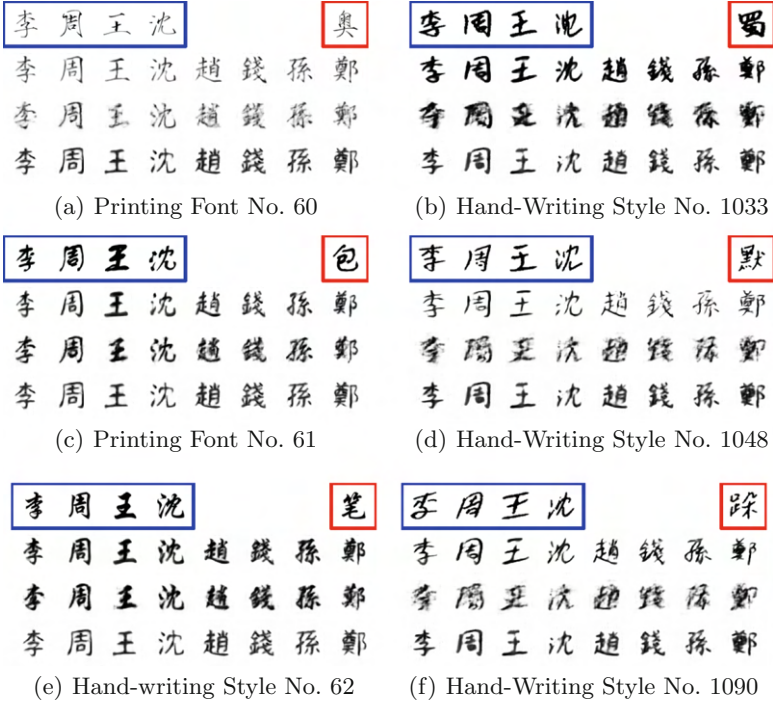 李 周 王 沈 奥
李 周 王 沈 趙 錢 孫 鄭
李 周 王 沈 趙 錢 孫 鄭
李 周 王 沈 趙 錢 孫 鄭
(a) Printing Font No. 60
李 周 王 沈 蜀
李 周 王 沈 趙 錢 孫 鄭
李 周 王 沈 趙 錢 孫 鄭
(b) Hand-Writing Style No. 1033
李 周 王 沈 包
李 周 王 沈 趙 錢 孫 鄭
李 周 王 沈 趙 錢 孫 鄭
李 周 王 沈 趙 錢 孫 鄭
(c) Printing Font No. 61
李 周 王 沈 默
李 周 王 沈 趙 錢 孫 鄭
李 周 王 沈 趙 錢 孫 鄭
(d) Hand-Writing Style No. 1048
李 周 王 沈 笔
李 周 王 沈 趙 錢 孫 鄭
李 周 王 沈 趙 錢 孫 鄭
李 周 王 沈 趙 錢 孫 鄭
(e) Hand-writing Style No. 62
李 周 王 沈 跺
李 周 王 沈 趙 錢 孫 鄭
李 周 王 沈 趙 錢 孫 鄭
(f) Hand-Writing Style No. 1090